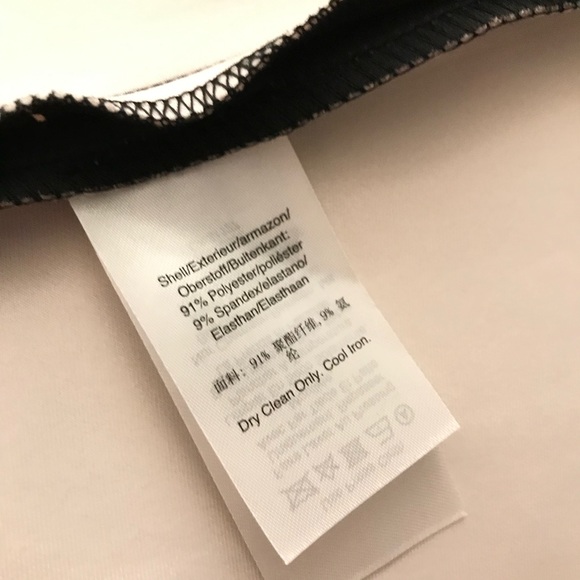 Shell/Exterieur/armazon/
Oberstoff/Buitenkant:
91% Polyester/poliéster
9% Spandex/elastano/
Elasthan/Elasthaan
面料: 91% 聚酯纤维,9% 氨
纶
Dry Clean Only. Cool Iron.